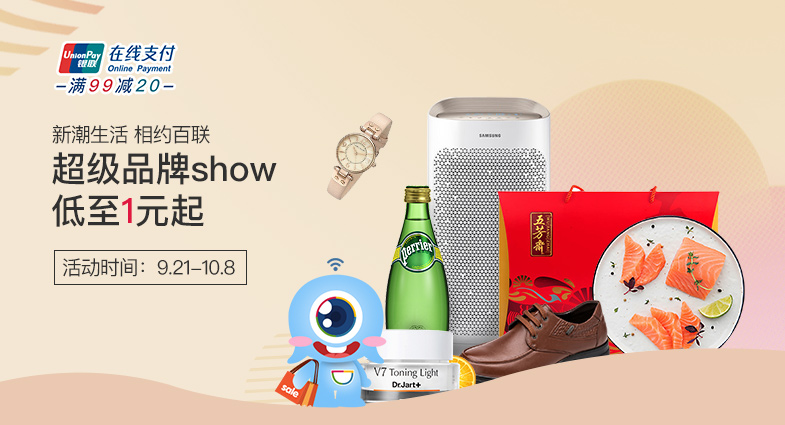 UnionPay
银联
在线支付
Online Payment
满99减20
新潮生活 相约百联
超级品牌show
低至1元起
活动时间：9.21-10.8
SAMSUNG
perrier
五芳斋
sale
V7 Toning Light
Dr.Jart+